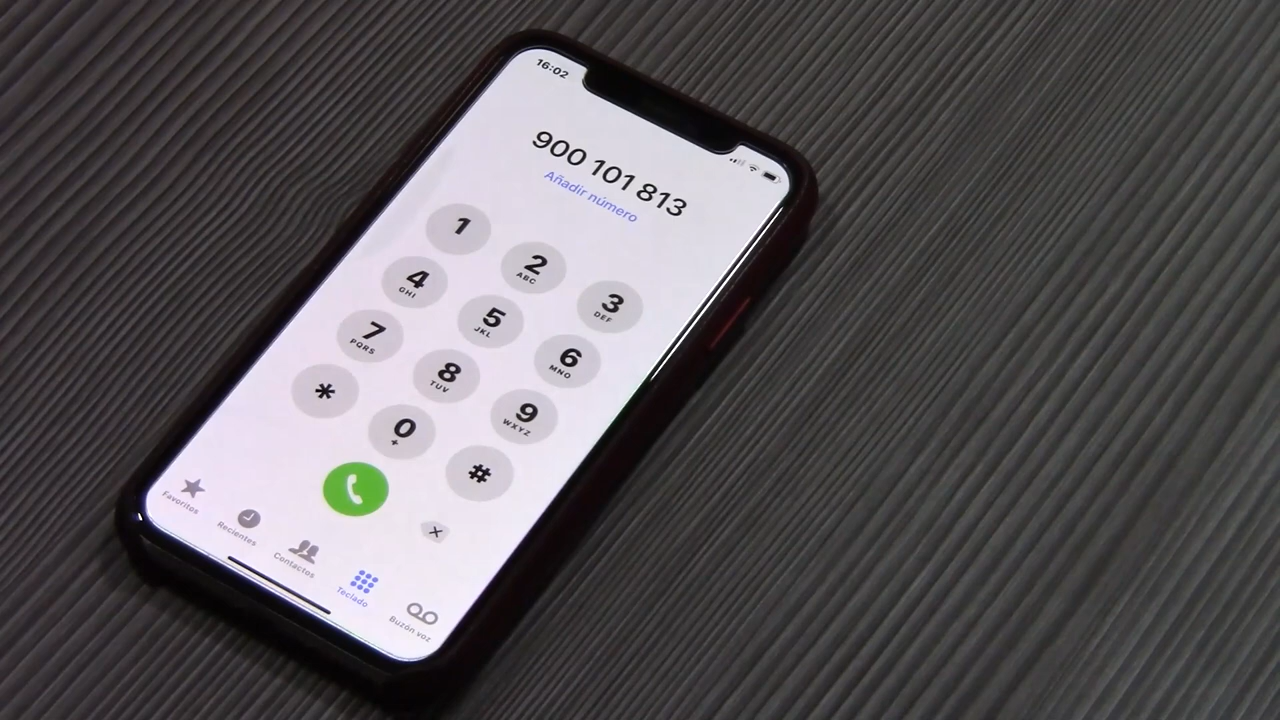 16:02
900 101 813
Añadir número
1
2
ABC
3
DEF
4
GHI
5
JKL
6
MNO
7
PQRS
8
TUV
9
WXYZ
*
0
+
#
Favoritos
Recientes
Contactos
Teclado
Buzón voz